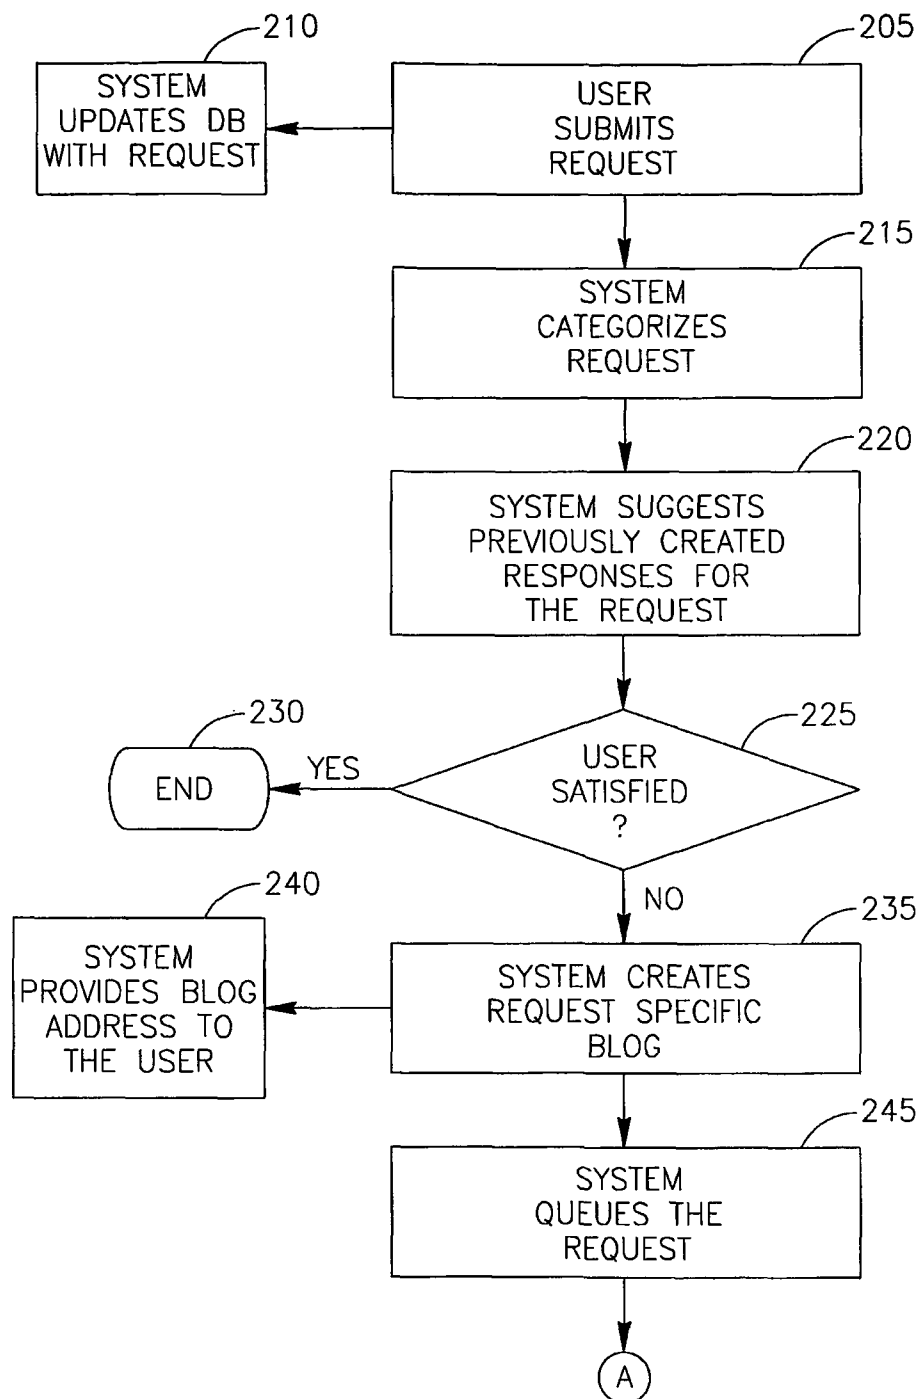 210
205
SYSTEM
UPDATES DB
WITH REQUEST
USER
SUBMITS
REQUEST
215
SYSTEM
CATEGORIZES
REQUEST
220
SYSTEM SUGGESTS
PREVIOUSLY CREATED
RESPONSES FOR
THE REQUEST
225
USER
SATISFIED
?
230
YES
END
NO
235
SYSTEM CREATES
REQUEST SPECIFIC
BLOG
240
SYSTEM
PROVIDES BLOG
ADDRESS TO
THE USER
245
SYSTEM
QUEUES THE
REQUEST
A